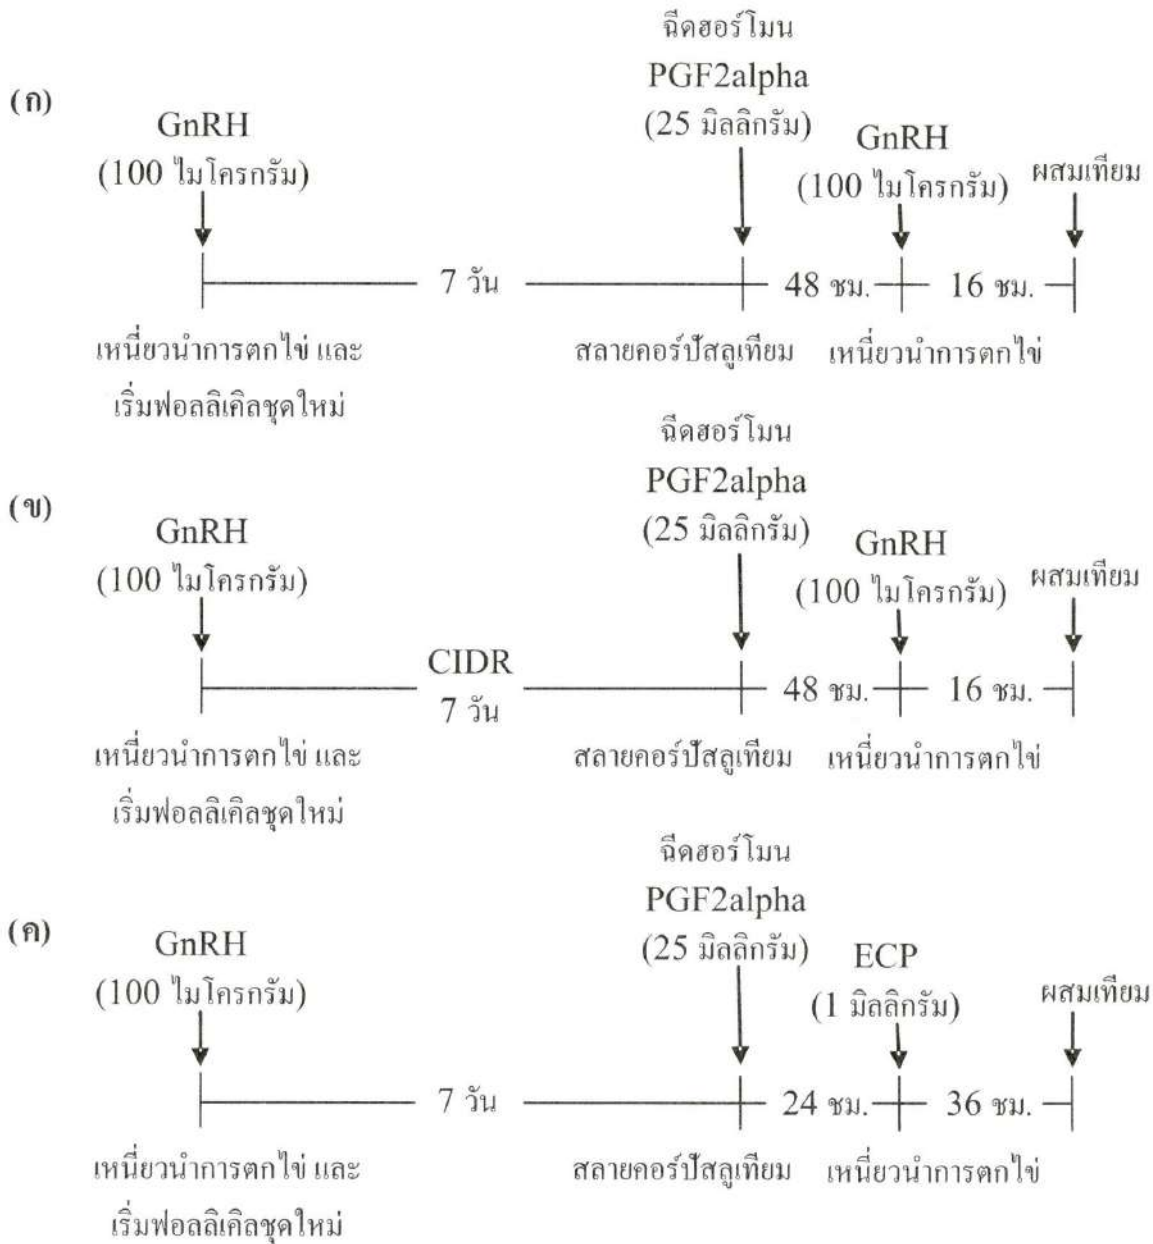 ฉีดฮอร์โมน
(ก)
PGF2alpha
GnRH
(25 มิลลิกรัม)
GnRH
(100 ไมโครกรัม)
(100 ไมโครกรัม)
ผสมเทียม
7 วัน
48 ชม.
16 ชม.
เหนี่ยวนำการตกไข่ และ
สลายคอร์ปัสลูเทียม
เหนี่ยวนำการตกไข่
เริ่มฟอลลิเคิลชุดใหม่
ฉีดฮอร์โมน
(ข)
PGF2alpha
GnRH
(25 มิลลิกรัม)
GnRH
(100 ไมโครกรัม)
(100 ไมโครกรัม)
ผสมเทียม
CIDR
7 วัน
48 ชม.
16 ชม.
เหนี่ยวนำการตกไข่ และ
สลายคอร์ปัสลูเทียม
เหนี่ยวนำการตกไข่
เริ่มฟอลลิเคิลชุดใหม่
ฉีดฮอร์โมน
(ค)
PGF2alpha
GnRH
(25 มิลลิกรัม)
ECP
(100 ไมโครกรัม)
(1 มิลลิกรัม)
ผสมเทียม
7 วัน
24 ชม.
36 ชม.
เหนี่ยวนำการตกไข่ และ
สลายคอร์ปัสลูเทียม
เหนี่ยวนำการตกไข่
เริ่มฟอลลิเคิลชุดใหม่